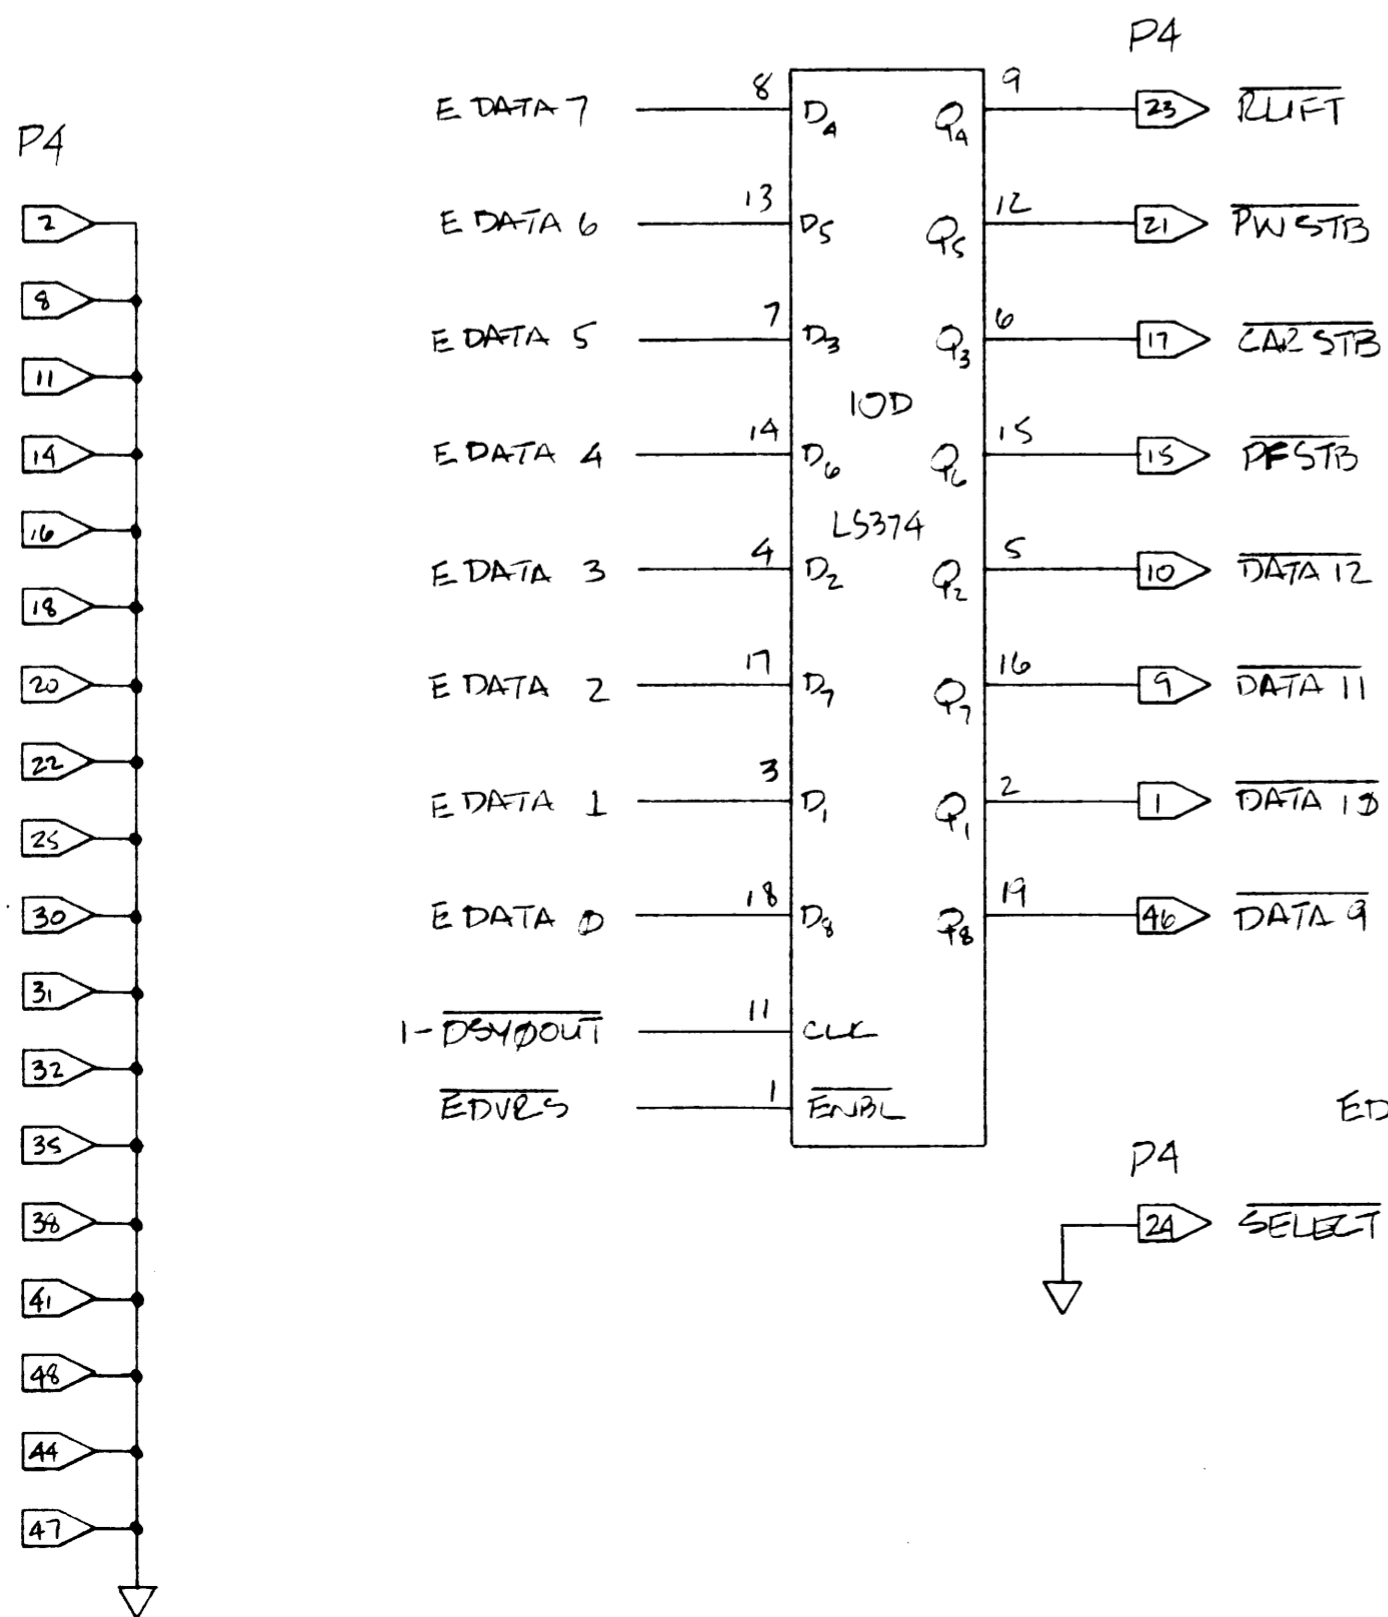 P4
2
8
11
14
16
18
20
22
25
30
31
32
35
38
41
48
44
47
P4
E DATA 7 8 D4 Q4 9 23 RLIFT
E DATA 6 13 D5 Q5 12 21 PW STB
E DATA 5 7 D3 Q3 6 17 CAR STB
10D
E DATA 4 14 D6 Q6 15 15 PF STB
LS374
E DATA 3 4 D2 Q2 5 10 DATA 12
E DATA 2 17 D7 Q7 16 9 DATA 11
E DATA 1 3 D1 Q1 2 1 DATA 10
E DATA 0 18 D8 Q8 19 46 DATA 9
1-DSY0OUT 11 CLK
EDVRS 1 ENBL
ED
P4
24 SELECT